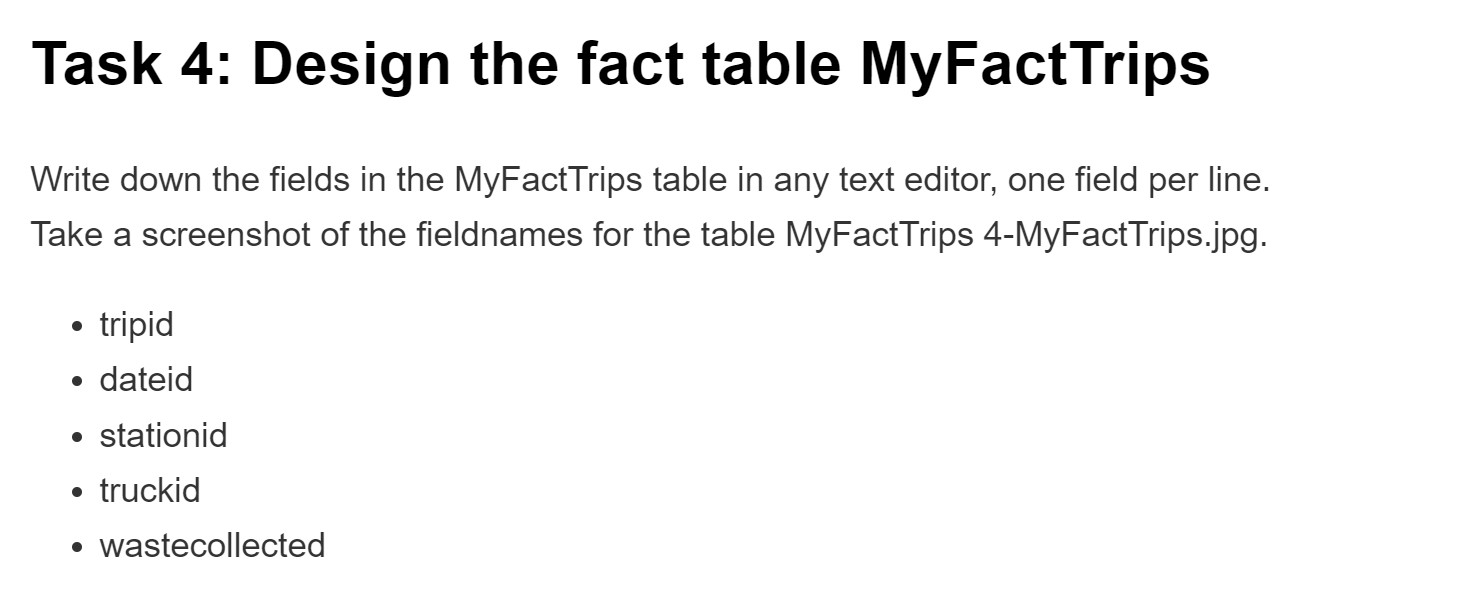 Task 4: Design the fact table MyFactTrips
Write down the fields in the MyFactTrips table in any text editor, one field per line.
Take a screenshot of the fieldnames for the table MyFactTrips 4-MyFactTrips.jpg.
• tripid
• dateid
• stationid
• truckid
• wastecollected